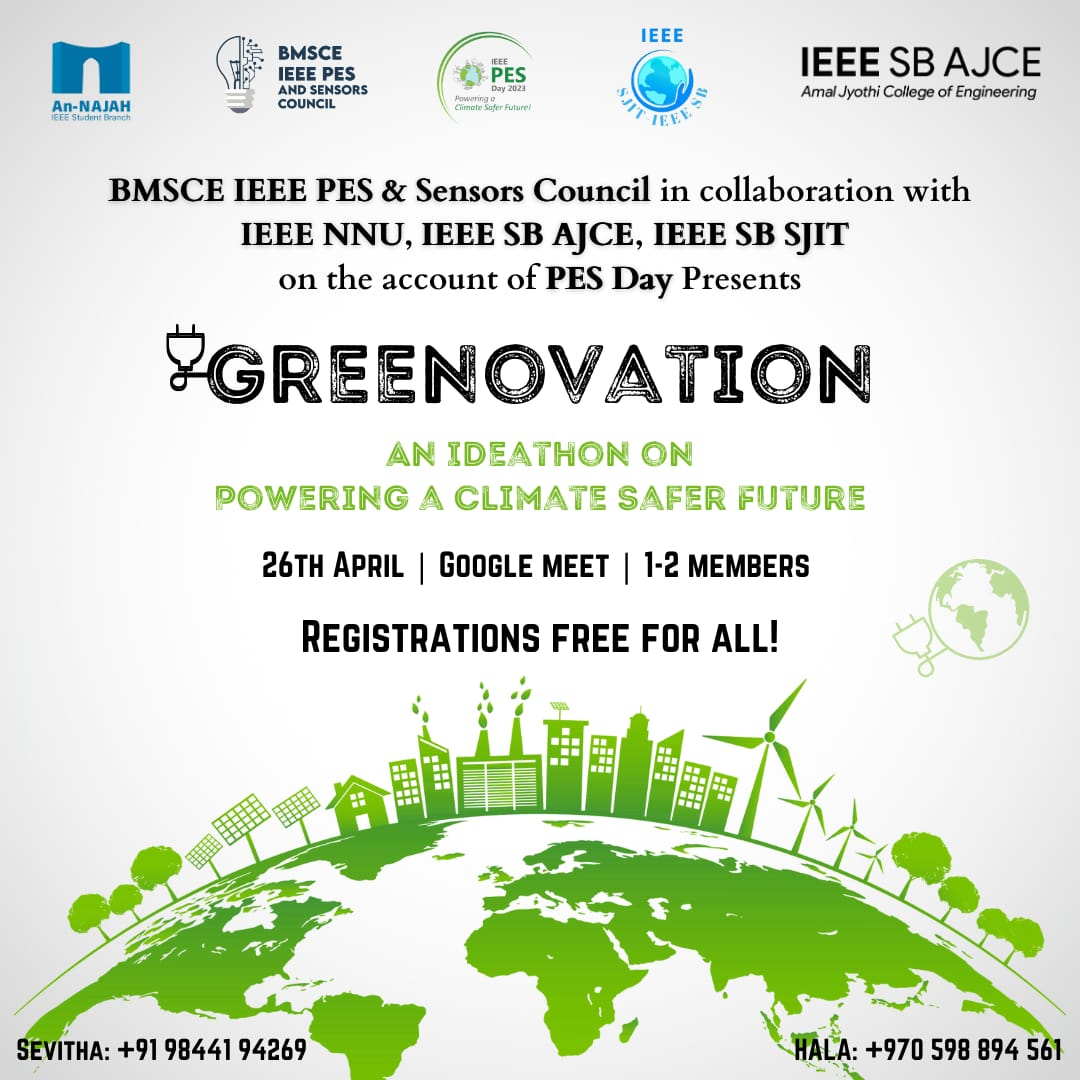 An-NAJAH
IEEE Student Branch
BMSCE
IEEE PES
AND SENSORS
COUNCIL
IEEE
PES
Day 2023
Powering a
Climate Safer Future!
IEEE
SJIT-IEEE-SB
IEEE SB AJCE
Amal Jyothi College of Engineering
BMSCE IEEE PES & Sensors Council in collaboration with
IEEE NNU, IEEE SB AJCE, IEEE SB SJIT
on the account of PES Day Presents
GREENOVATION
AN IDEATHON ON
POWERING A CLIMATE SAFER FUTURE
26TH APRIL | GOOGLE MEET | 1-2 MEMBERS
REGISTRATIONS FREE FOR ALL!
SEVITHA: +91 98441 94269
HALA: +970 598 894 561